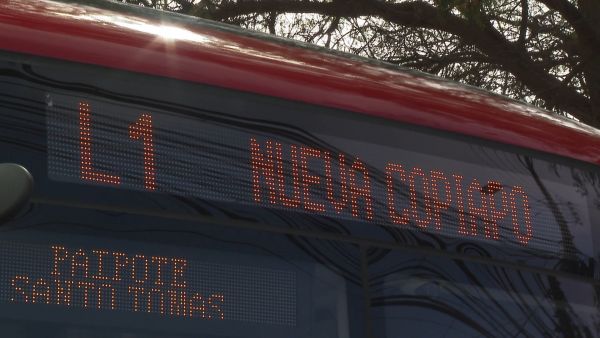 L1 NUEVA COPIAPO
PAIPOTE
SANTO TOMAS